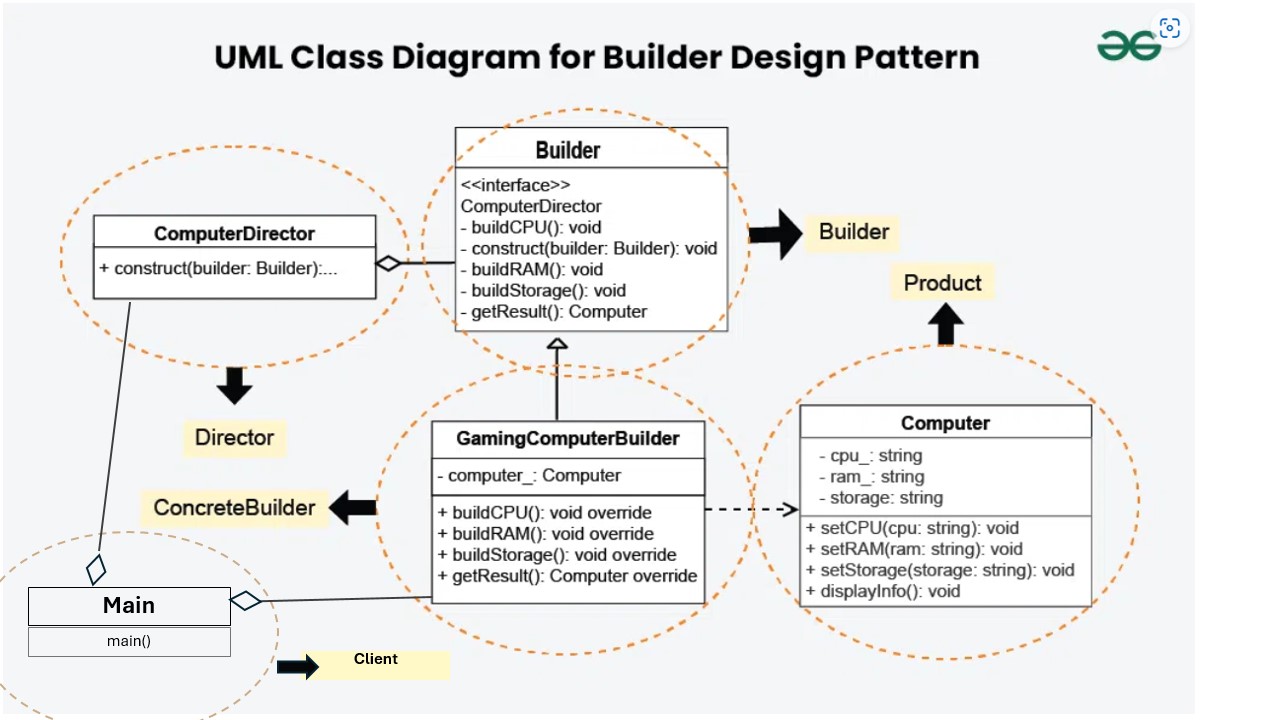 UML Class Diagram for Builder Design Pattern
Builder
<<interface>>
ComputerDirector
- buildCPU(): void
- construct(builder: Builder): void
- buildRAM(): void
- buildStorage(): void
- getResult(): Computer
ComputerDirector
+ construct(builder: Builder):...
Builder
Product
Director
ConcreteBuilder
GamingComputerBuilder
- computer_: Computer
+ buildCPU(): void override
+ buildRAM(): void override
+ buildStorage(): void override
+ getResult(): Computer override
Computer
- cpu_: string
- ram_: string
- storage: string
+ setCPU(cpu: string): void
+ setRAM(ram: string): void
+ setStorage(storage: string): void
+ displayInfo(): void
Main
main()
Client